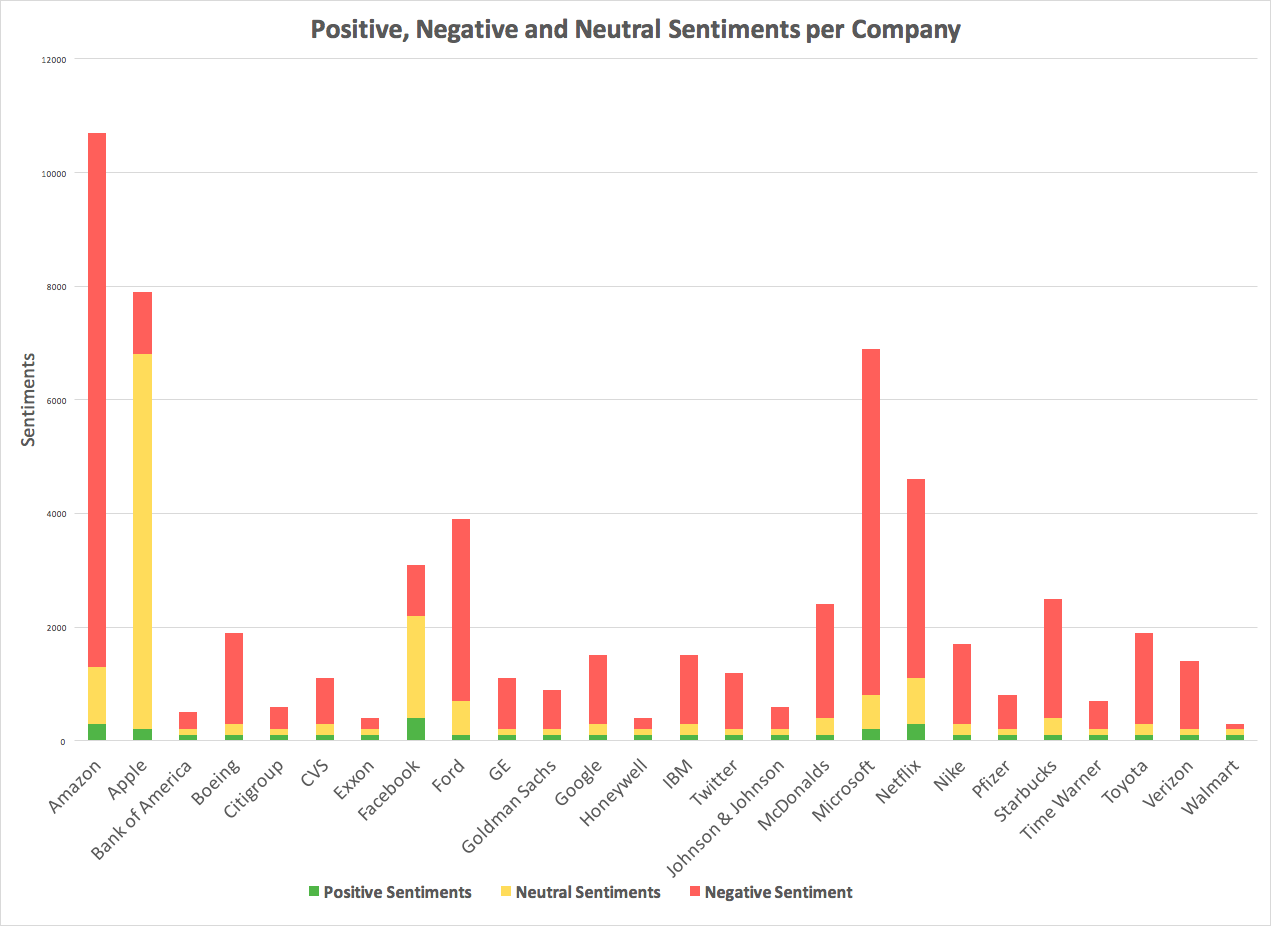 Positive, Negative and Neutral Sentiments per Company
12000
10000
8000
6000
4000
2000
0
Sentiments
Amazon
Apple
Bank of America
Boeing
Citigroup
CVS
Exxon
Facebook
Ford
GE
Goldman Sachs
Google
Honeywell
IBM
Twitter
Johnson & Johnson
McDonalds
Microsoft
Netflix
Nike
Pfizer
Starbucks
Time Warner
Toyota
Verizon
Walmart
Positive Sentiments Neutral Sentiments Negative Sentiment